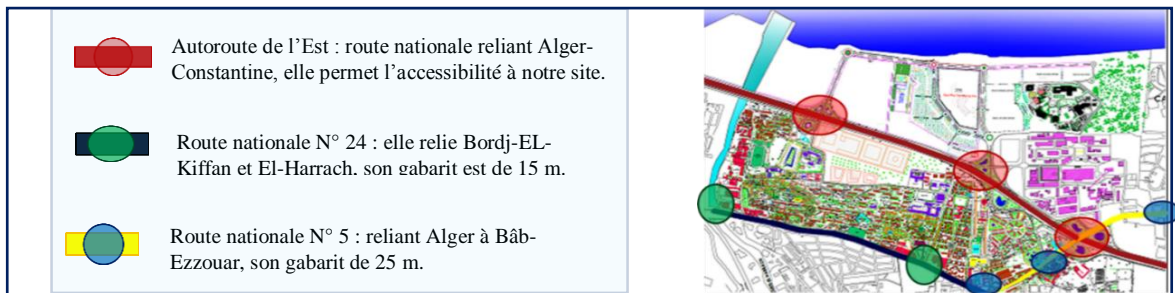 Autoroute de l’Est : route nationale reliant Alger-
Constantine, elle permet l’accessibilité à notre site.
Route nationale N° 24 : elle relie Bordj-EL-
Kiffan et El-Harrach, son gabarit est de 15 m.
Route nationale N° 5 : reliant Alger à Bâb-
Ezzouar, son gabarit de 25 m.